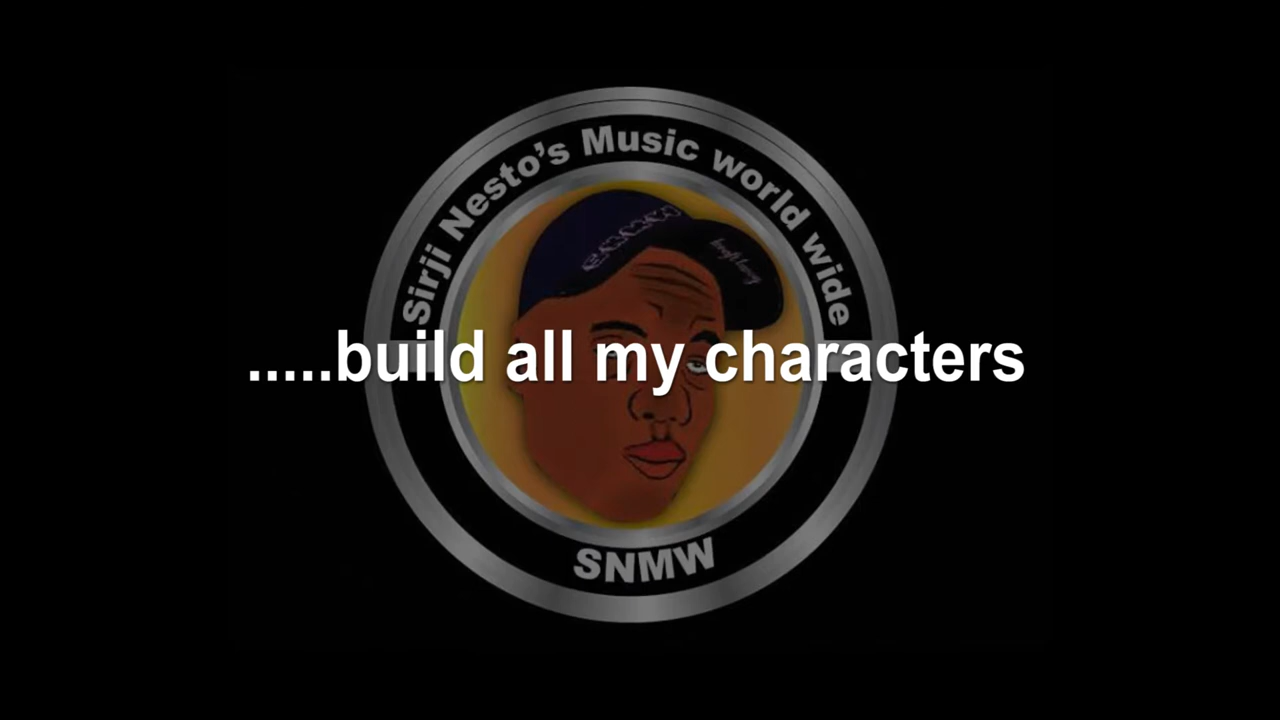 Sirji Nesto’s Music world wide
.....build all my characters
SNMW